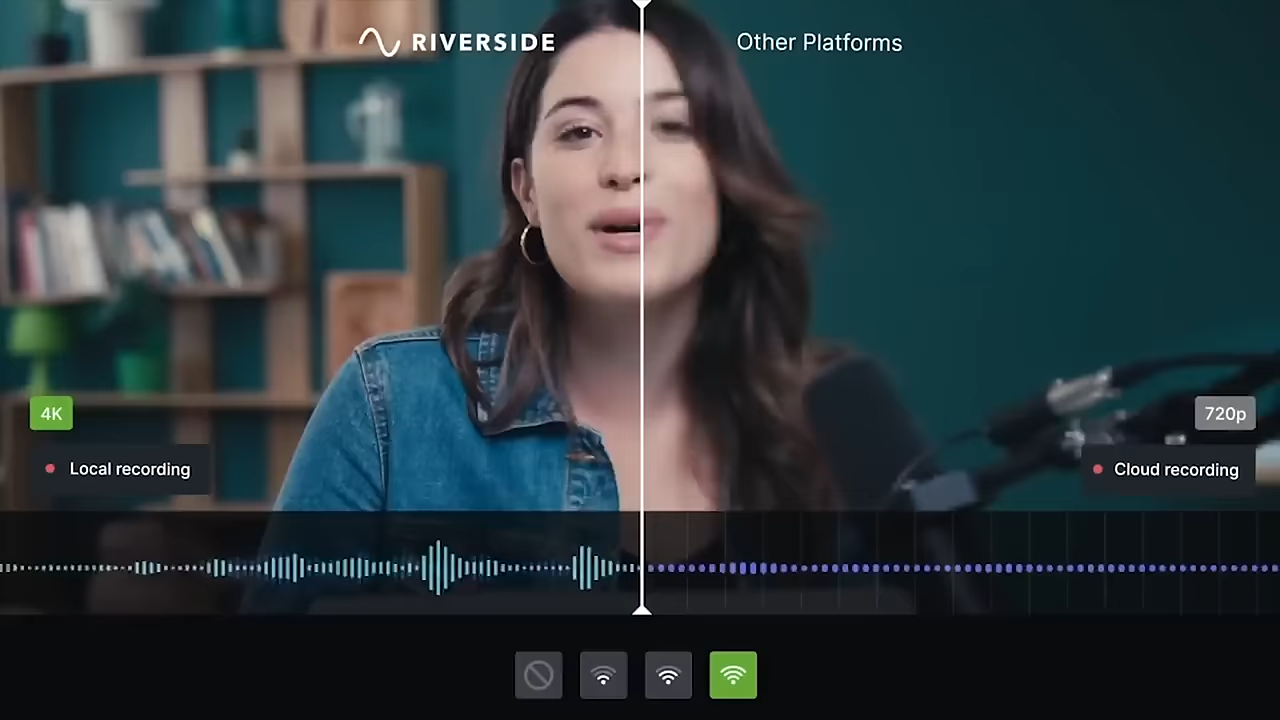 RIVERSIDE
Other Platforms
4K
720p
Local recording
Cloud recording